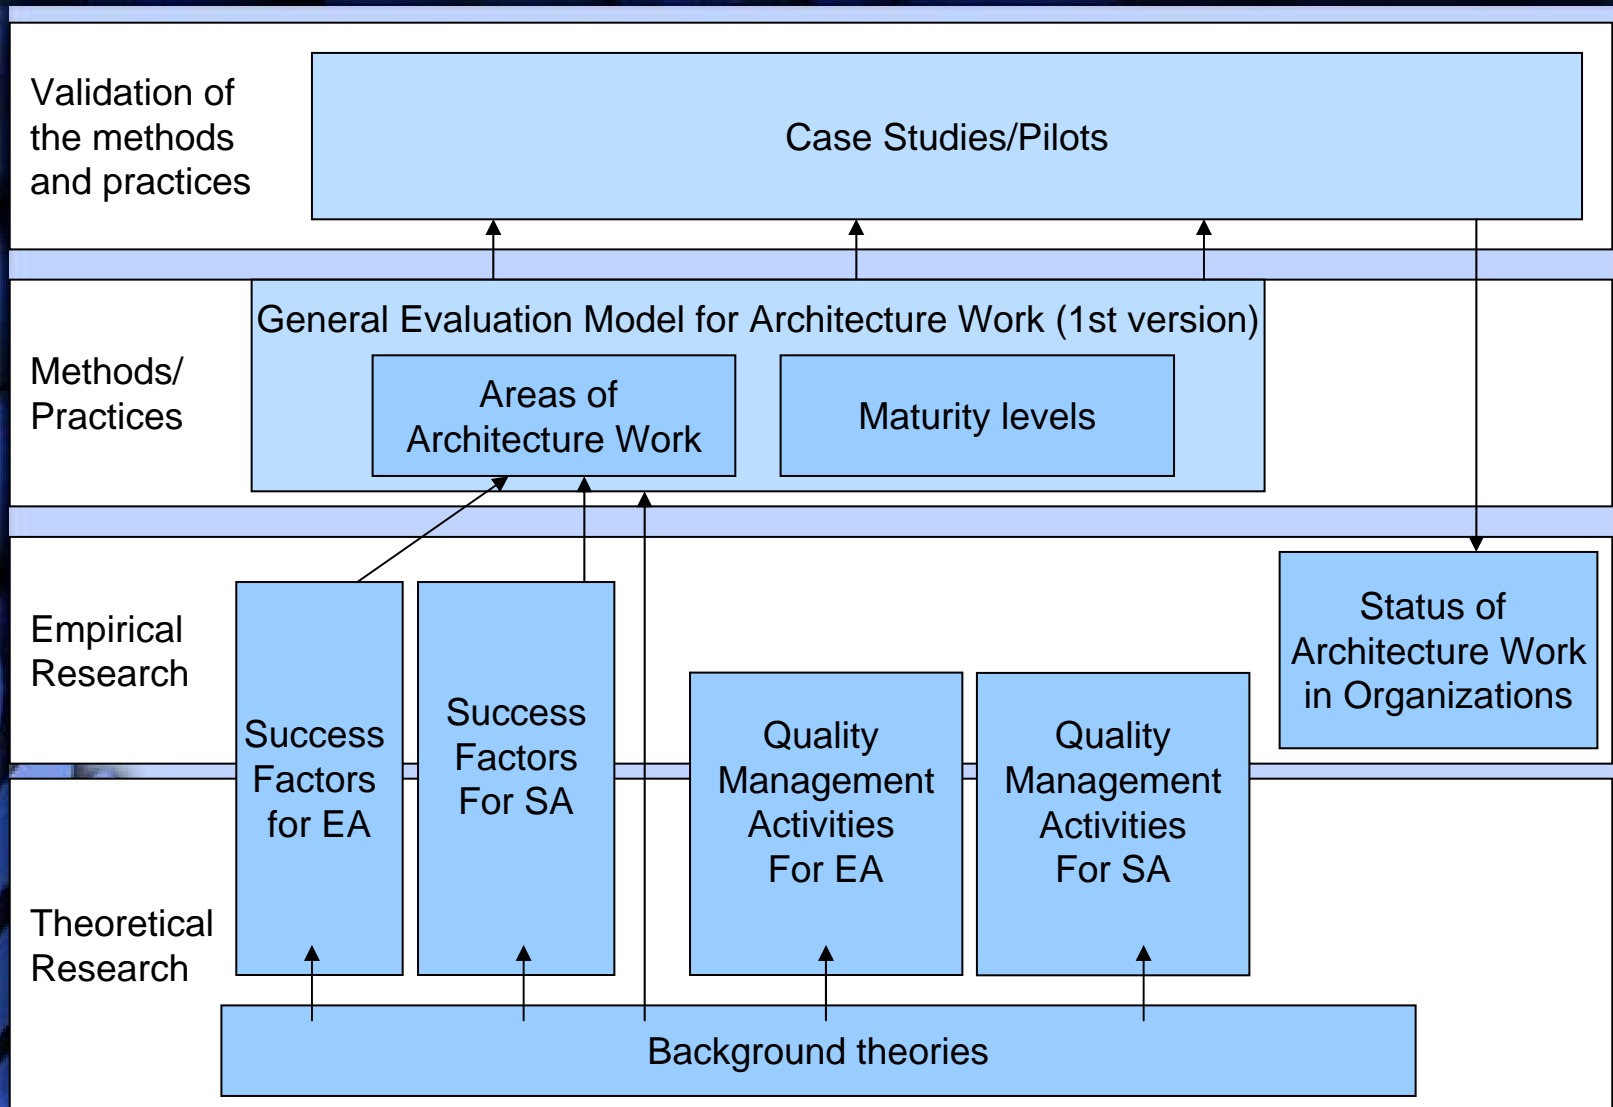 Validation of
the methods
and practices
Case Studies/Pilots
Methods/
Practices
General Evaluation Model for Architecture Work (1st version)
Areas of
Architecture Work
Maturity levels
Empirical
Research
Success
Factors
for EA
Success
Factors
For SA
Quality
Management
Activities
For EA
Quality
Management
Activities
For SA
Status of
Architecture Work
in Organizations
Theoretical
Research
Background theories